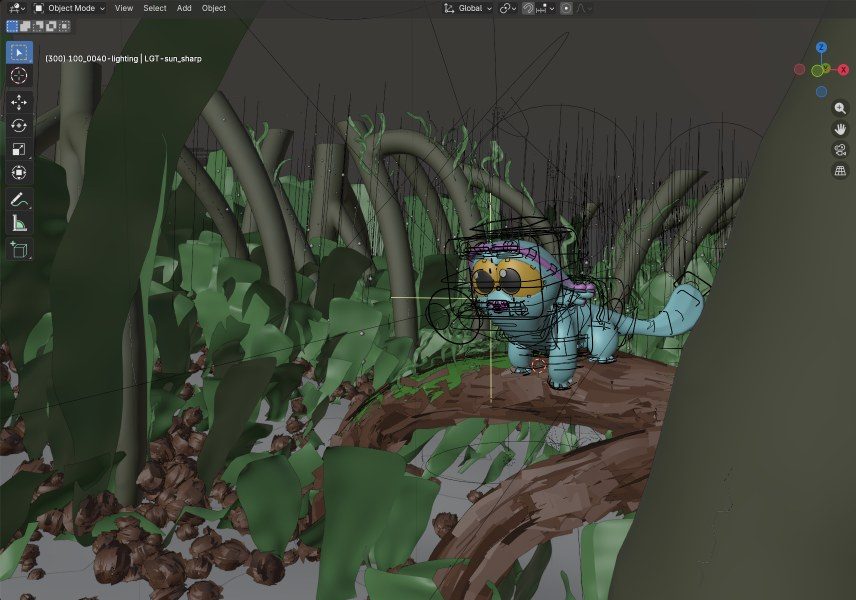 Object Mode View Select Add Object Global
(300) 100_0040-lighting | LGT-sun_sharp
Z
Y
X